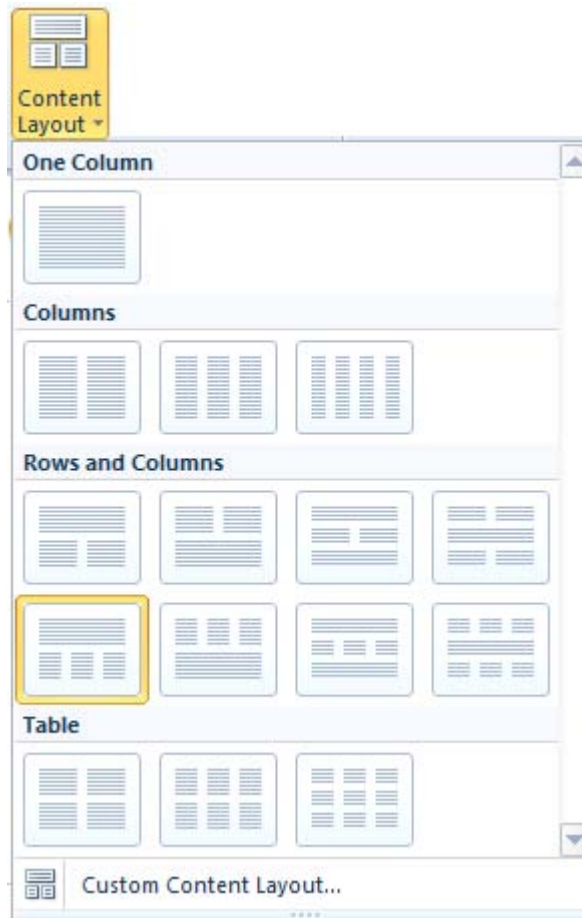 Content
Layout
One Column
Columns
Rows and Columns
Table
Custom Content Layout...